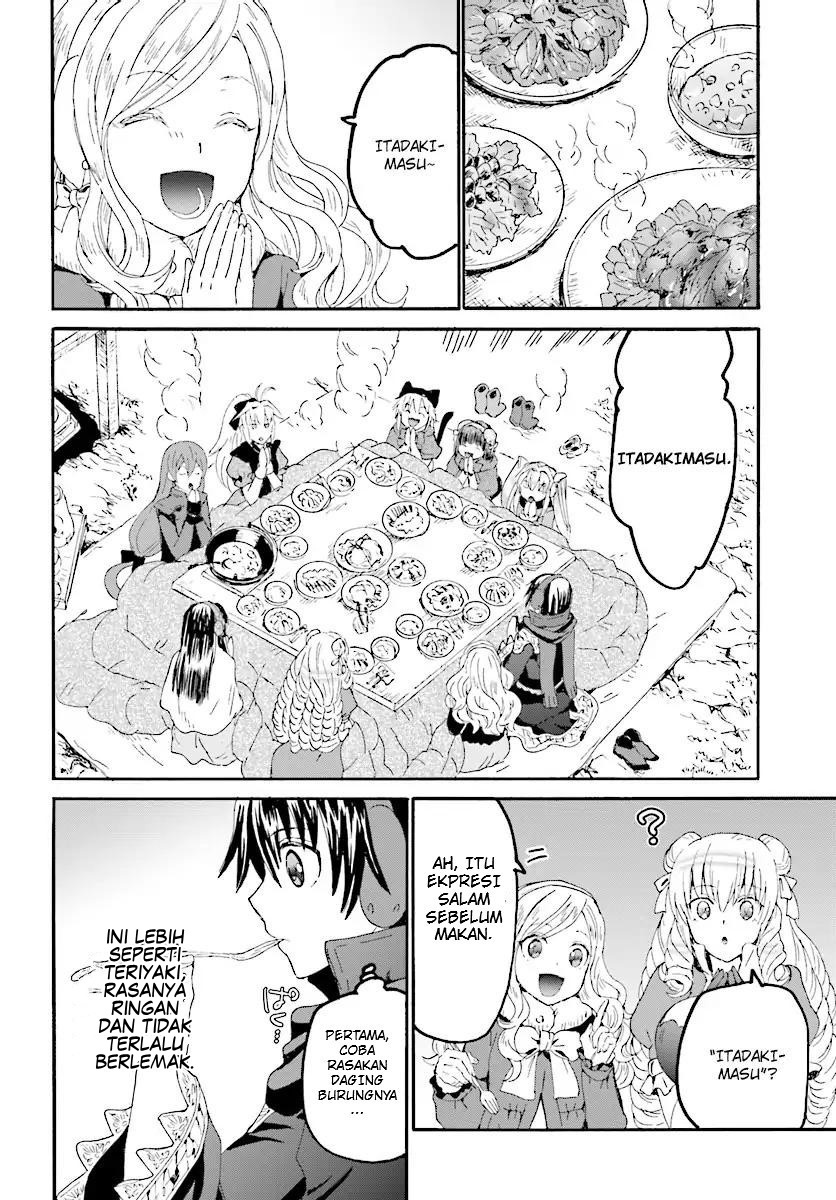 ITADAKI-
MASU~
ITADAKIMASU.
?
AH, ITU
EKPRESI
SALAM
SEBELUM
MAKAN.
"ITADAKI-
MASU"?
PERTAMA,
COBA
RASAKAN
DAGING
BURUNGNYA
...
INI LEBIH
SEPERTI
TERIYAKI,
RASANYA
RINGAN
DAN TIDAK
TERLALU
BERLEMAK.